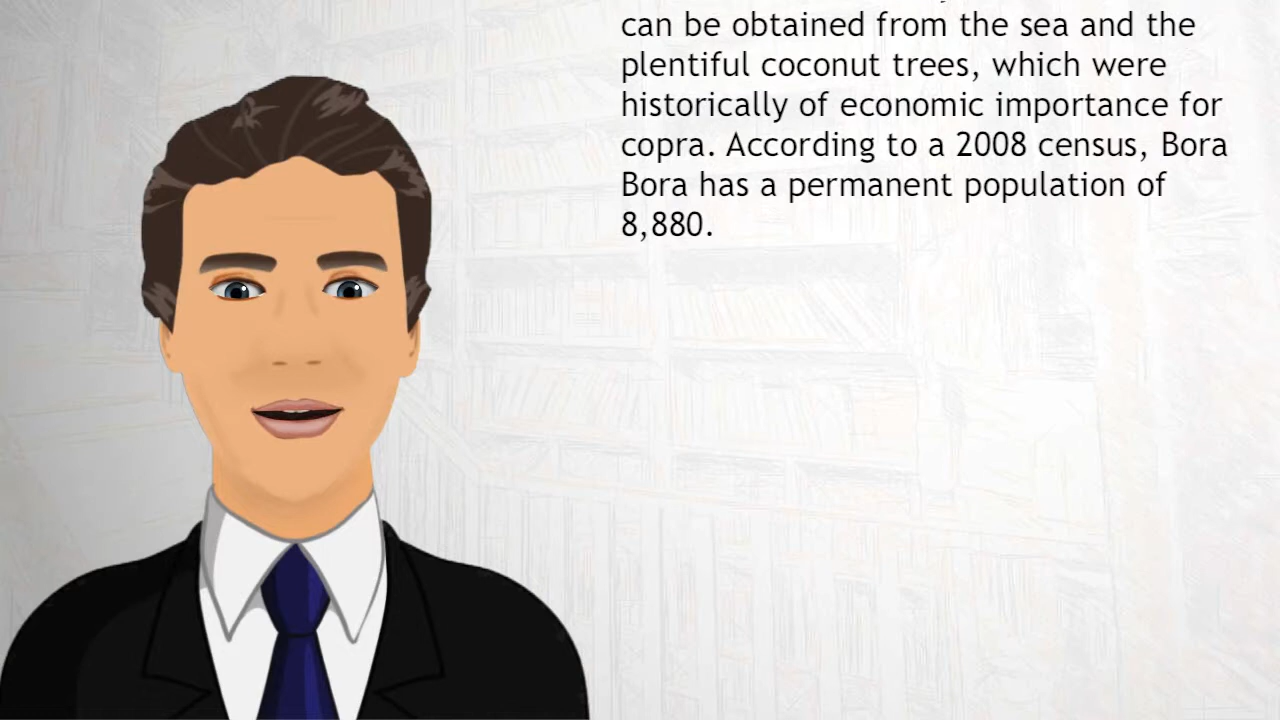 can be obtained from the sea and the
plentiful coconut trees, which were
historically of economic importance for
copra. According to a 2008 census, Bora
Bora has a permanent population of
8,880.